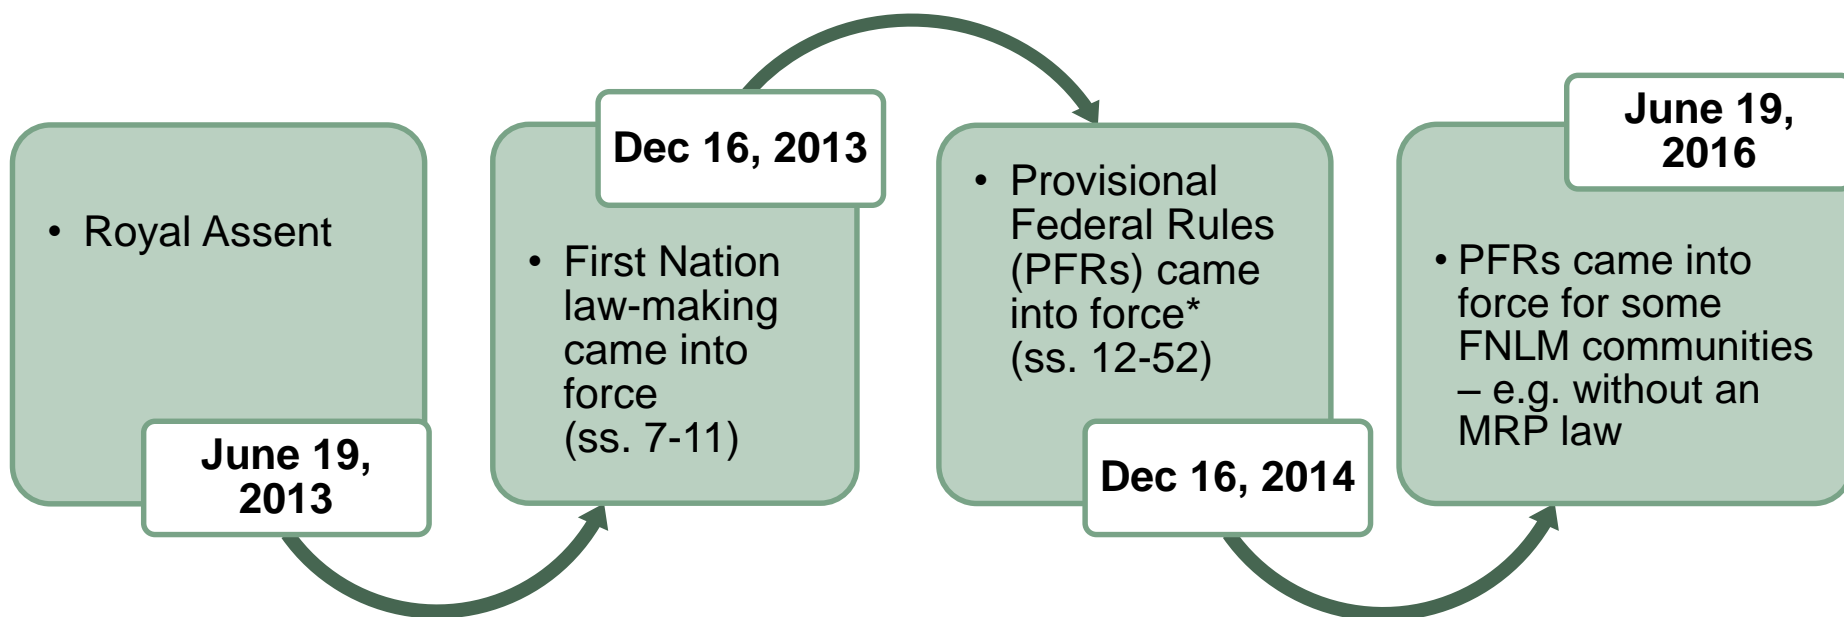 • Royal Assent
June 19,
2013
Dec 16, 2013
• First Nation
law-making
came into
force
(ss. 7-11)
• Provisional
Federal Rules
(PFRs) came
into force*
(ss. 12-52)
Dec 16, 2014
June 19,
2016
• PFRs came into
force for some
FNLM communities
– e.g. without an
MRP law